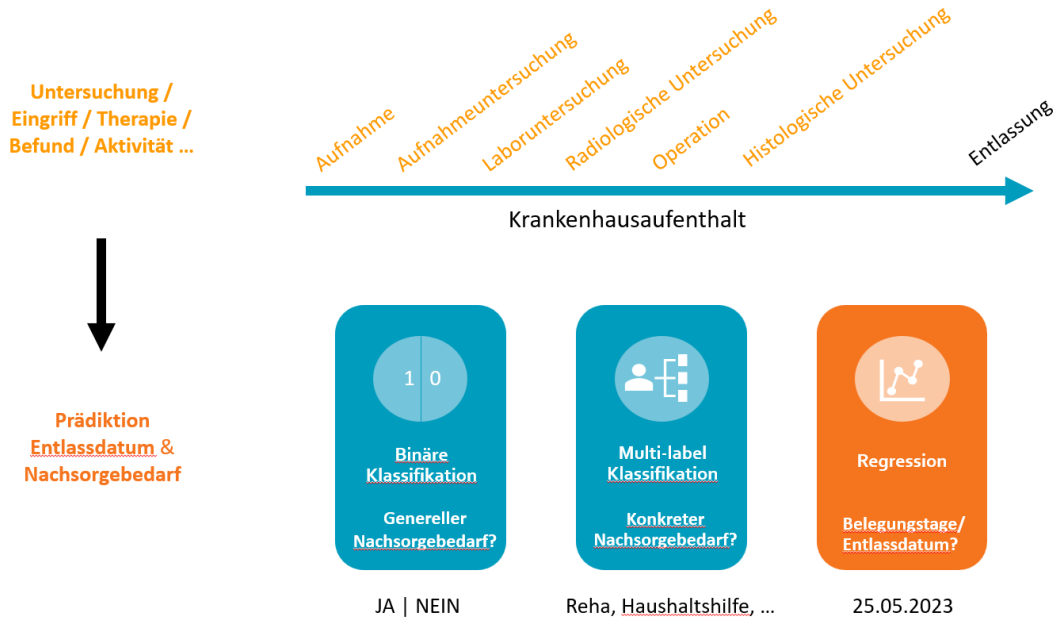 Untersuchung /
Eingriff / Therapie /
Befund / Aktivität ...
Aufnahme
Aufnahmeuntersuchung
Laboruntersuchung
Radiologische Untersuchung
Operation
Histologische Untersuchung
Entlassung
Krankenhausaufenthalt
Prädiktion
Entlassdatum &
Nachsorgebedarf
1 0
Binäre
Klassifikation
Genereller
Nachsorgebedarf?
JA | NEIN
Multi-label
Klassifikation
Konkreter
Nachsorgebedarf?
Reha, Haushaltshilfe, ...
Regression
Belegungstage/
Entlassdatum?
25.05.2023